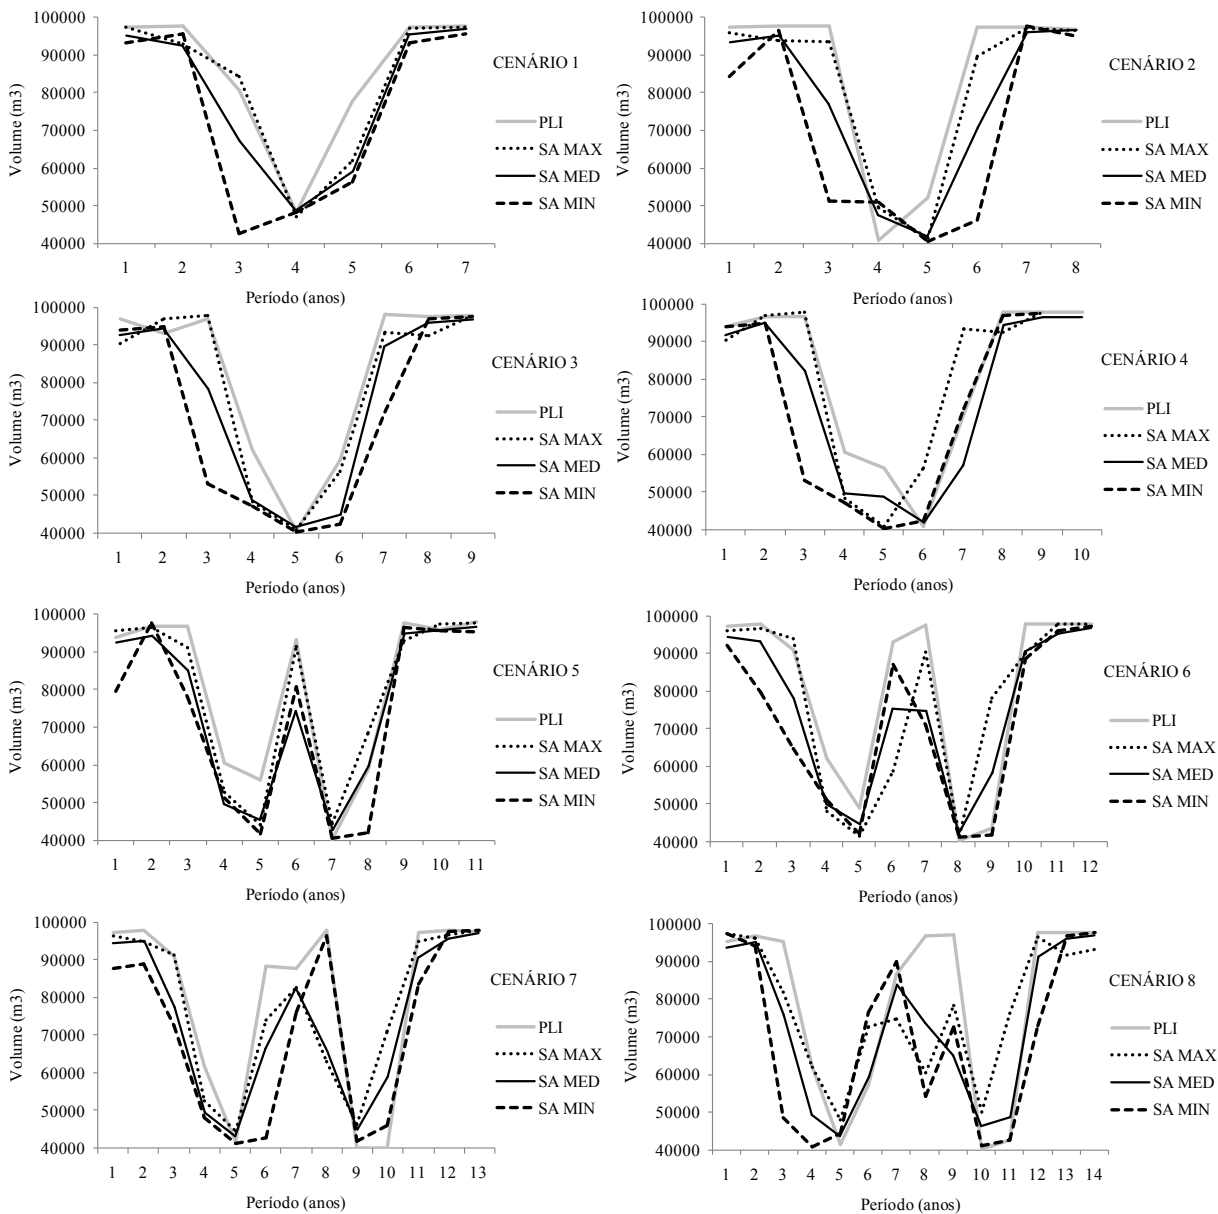 100000
90000
80000
70000
60000
50000
40000
Volume (m3)
1 2 3 4 5 6 7
Período (anos)
CENÁRIO 1
PLI
SA MAX
SA MED
SA MIN
100000
90000
80000
70000
60000
50000
40000
Volume (m3)
1 2 3 4 5 6 7 8
Período (anos)
CENÁRIO 2
PLI
SA MAX
SA MED
SA MIN
100000
90000
80000
70000
60000
50000
40000
Volume (m3)
1 2 3 4 5 6 7 8 9
Período (anos)
CENÁRIO 3
PLI
SA MAX
SA MED
SA MIN
100000
90000
80000
70000
60000
50000
40000
Volume (m3)
1 2 3 4 5 6 7 8 9 10
Período (anos)
CENÁRIO 4
PLI
SA MAX
SA MED
SA MIN
100000
90000
80000
70000
60000
50000
40000
Volume (m3)
1 2 3 4 5 6 7 8 9 10 11
Período (anos)
CENÁRIO 5
PLI
SA MAX
SA MED
SA MIN
100000
90000
80000
70000
60000
50000
40000
Volume (m3)
1 2 3 4 5 6 7 8 9 10 11 12
Período (anos)
CENÁRIO 6
PLI
SA MAX
SA MED
SA MIN
100000
90000
80000
70000
60000
50000
40000
Volume (m3)
1 2 3 4 5 6 7 8 9 10 11 12 13
Período (anos)
CENÁRIO 7
PLI
SA MAX
SA MED
SA MIN
100000
90000
80000
70000
60000
50000
40000
Volume (m3)
1 2 3 4 5 6 7 8 9 10 11 12 13 14
Período (anos)
CENÁRIO 8
PLI
SA MAX
SA MED
SA MIN